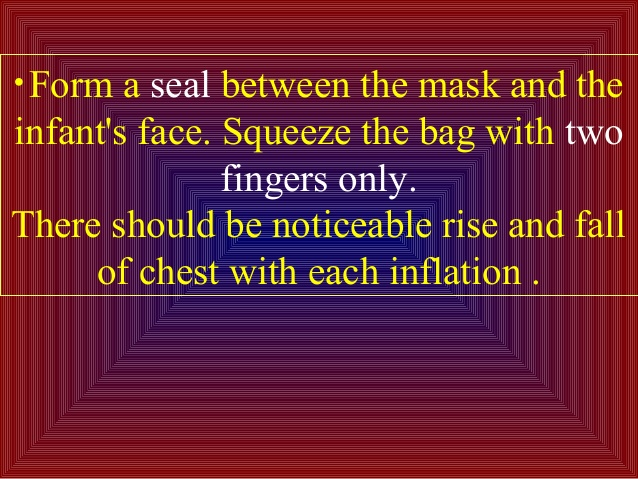 •Form a seal between the mask and the
infant's face. Squeeze the bag with two
fingers only.
There should be noticeable rise and fall
of chest with each inflation .